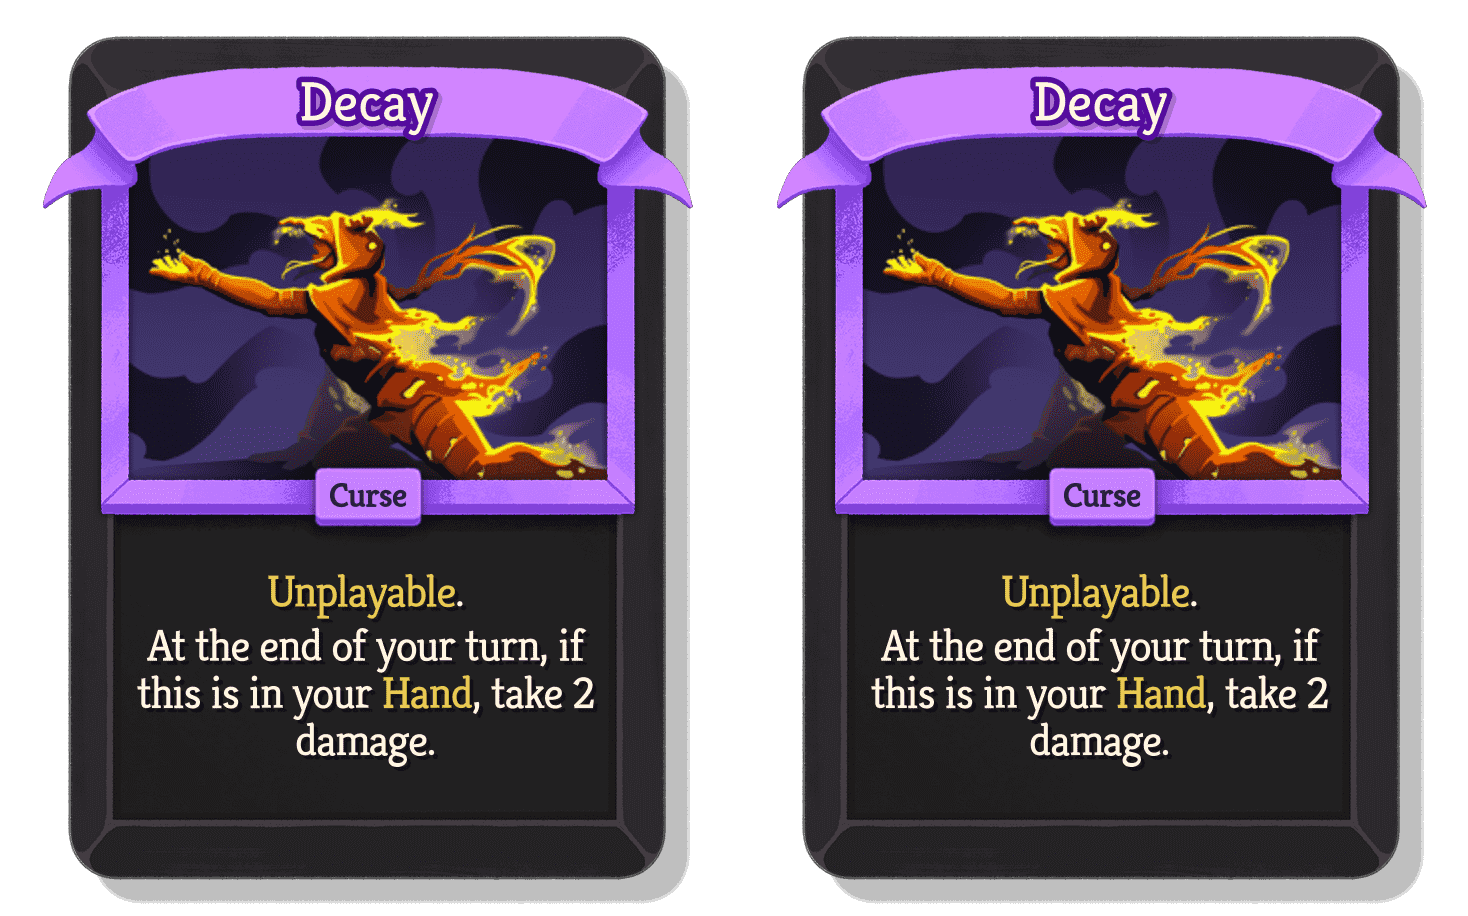 Decay
Curse
Unplayable.
At the end of your turn, if
this is in your Hand, take 2
damage.
Decay
Curse
Unplayable.
At the end of your turn, if
this is in your Hand, take 2
damage.